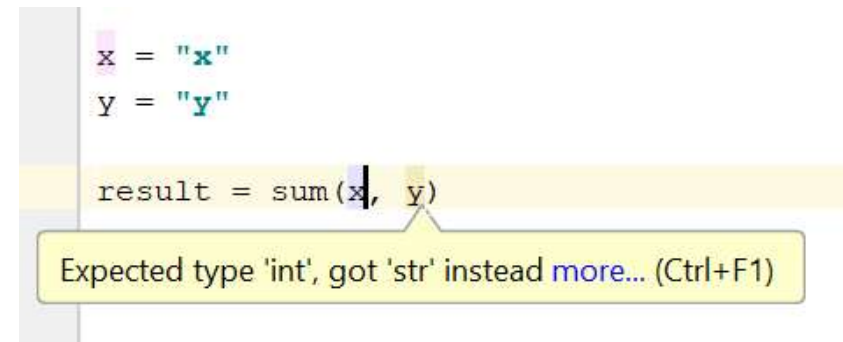 x = "x"
y = "y"
result = sum(x, y)
Expected type 'int', got 'str' instead more... (Ctrl+F1)